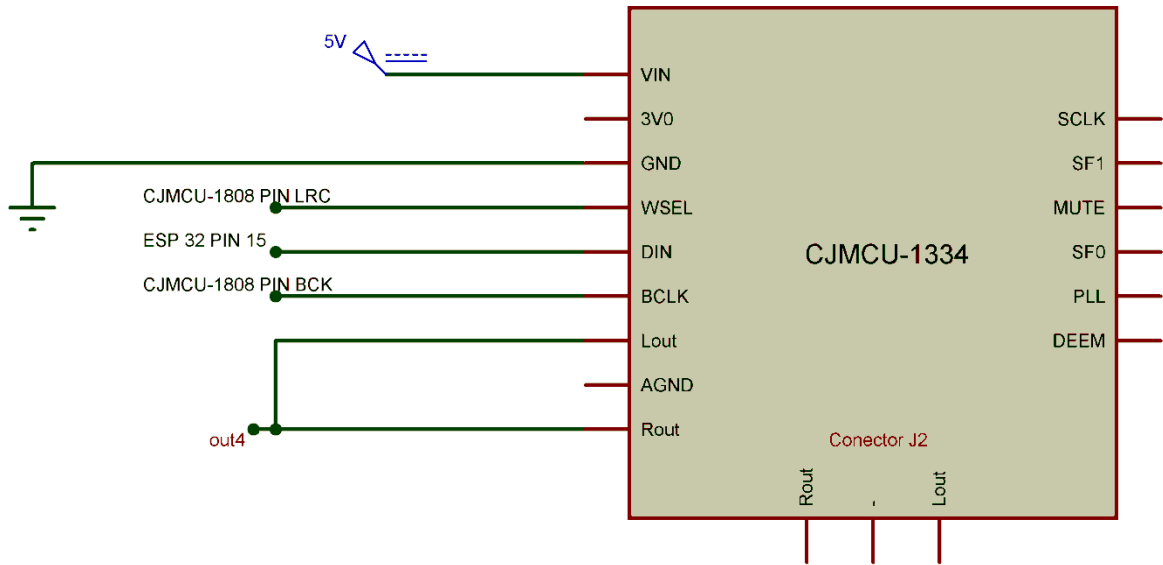 5V
VIN
3V0
SCLK
GND
SF1
CJMCU-1808 PIN LRC
WSEL
MUTE
ESP 32 PIN 15
DIN
CJMCU-1334
SF0
CJMCU-1808 PIN BCK
BCLK
PLL
Lout
DEEM
AGND
out4
Rout
Conector J2
Rout
-
Lout